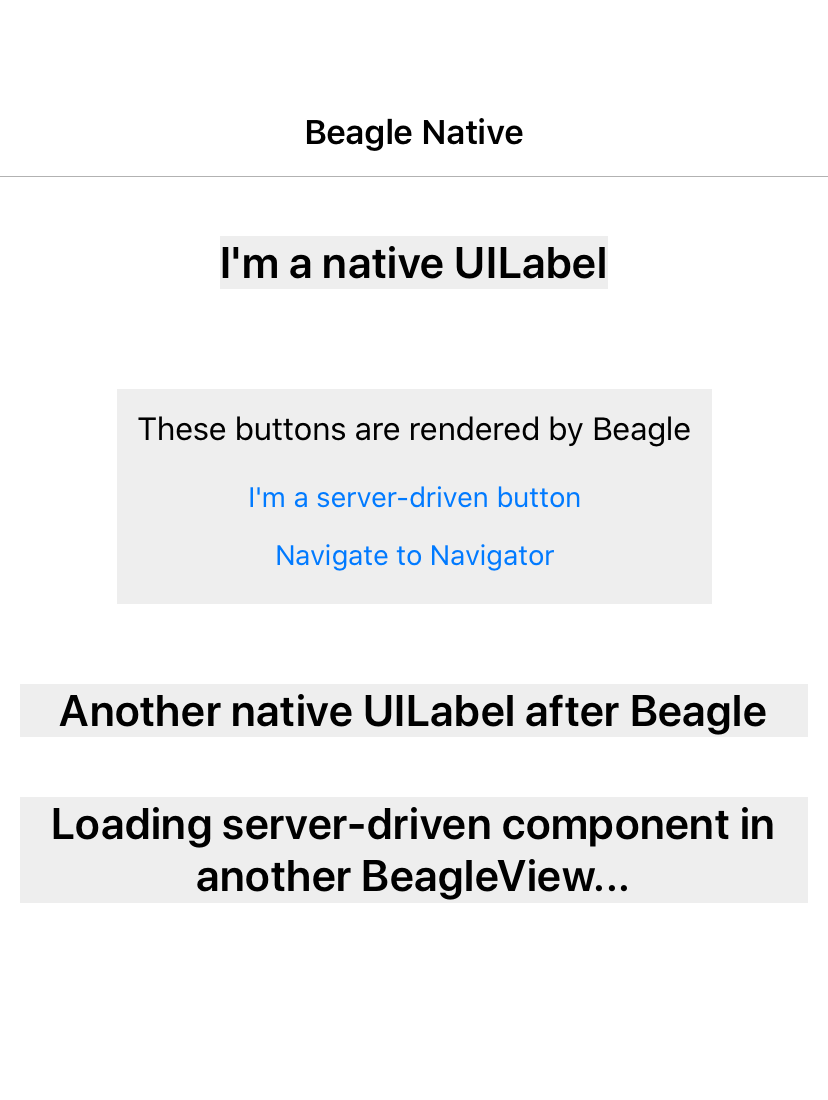 Beagle Native
I'm a native UILabel
These buttons are rendered by Beagle
I'm a server-driven button
Navigate to Navigator
Another native UILabel after Beagle
Loading server-driven component in
another BeagleView...